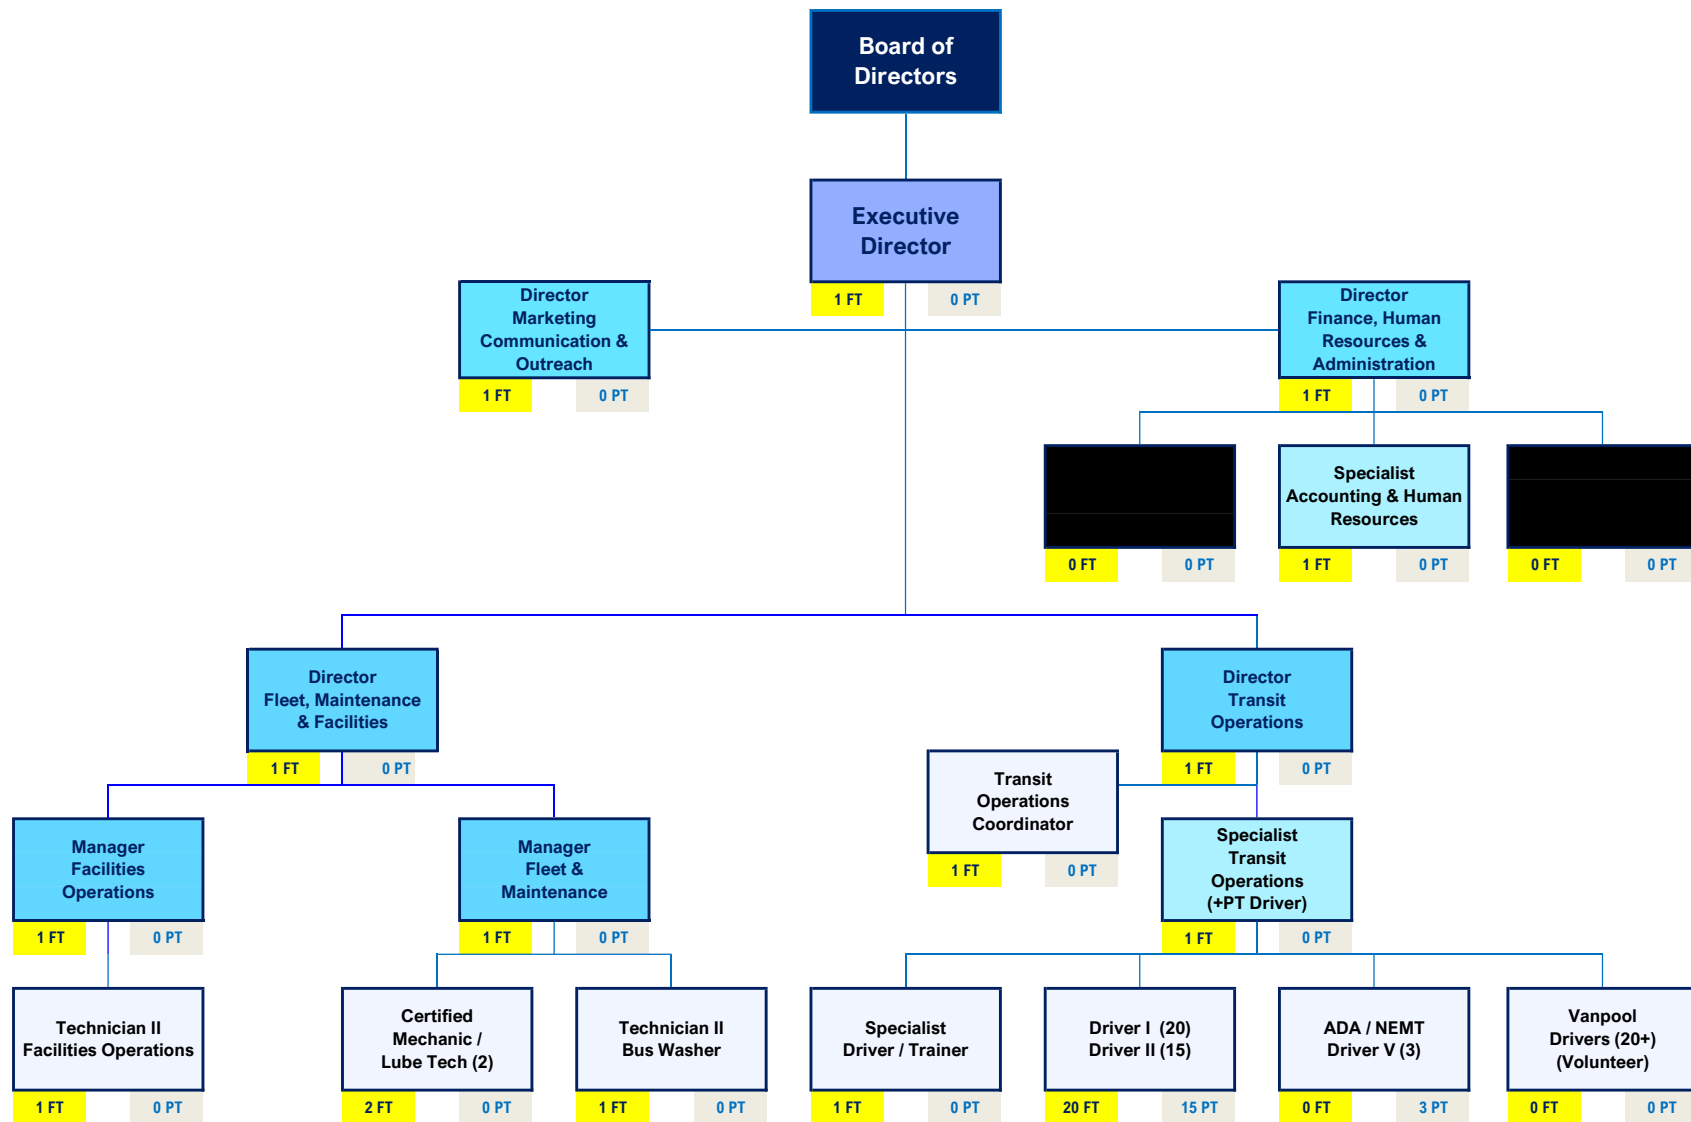 Board of
Directors
Executive
Director
1 FT
0 PT
Director
Marketing
Communication &
Outreach
1 FT
0 PT
Director
Finance, Human
Resources &
Administration
1 FT
0 PT
0 FT
0 PT
Specialist
Accounting & Human
Resources
1 FT
0 PT
0 FT
0 PT
Director
Fleet, Maintenance
& Facilities
1 FT
0 PT
Director
Transit
Operations
1 FT
0 PT
Transit
Operations
Coordinator
1 FT
0 PT
Manager
Facilities
Operations
1 FT
0 PT
Manager
Fleet &
Maintenance
1 FT
0 PT
Specialist
Transit
Operations
(+PT Driver)
1 FT
0 PT
Technician II
Facilities Operations
1 FT
0 PT
Certified
Mechanic /
Lube Tech (2)
2 FT
0 PT
Technician II
Bus Washer
1 FT
0 PT
Specialist
Driver / Trainer
1 FT
0 PT
Driver I (20)
Driver II (15)
20 FT
15 PT
ADA / NEMT
Driver V (3)
0 FT
3 PT
Vanpool
Drivers (20+)
(Volunteer)
0 FT
0 PT